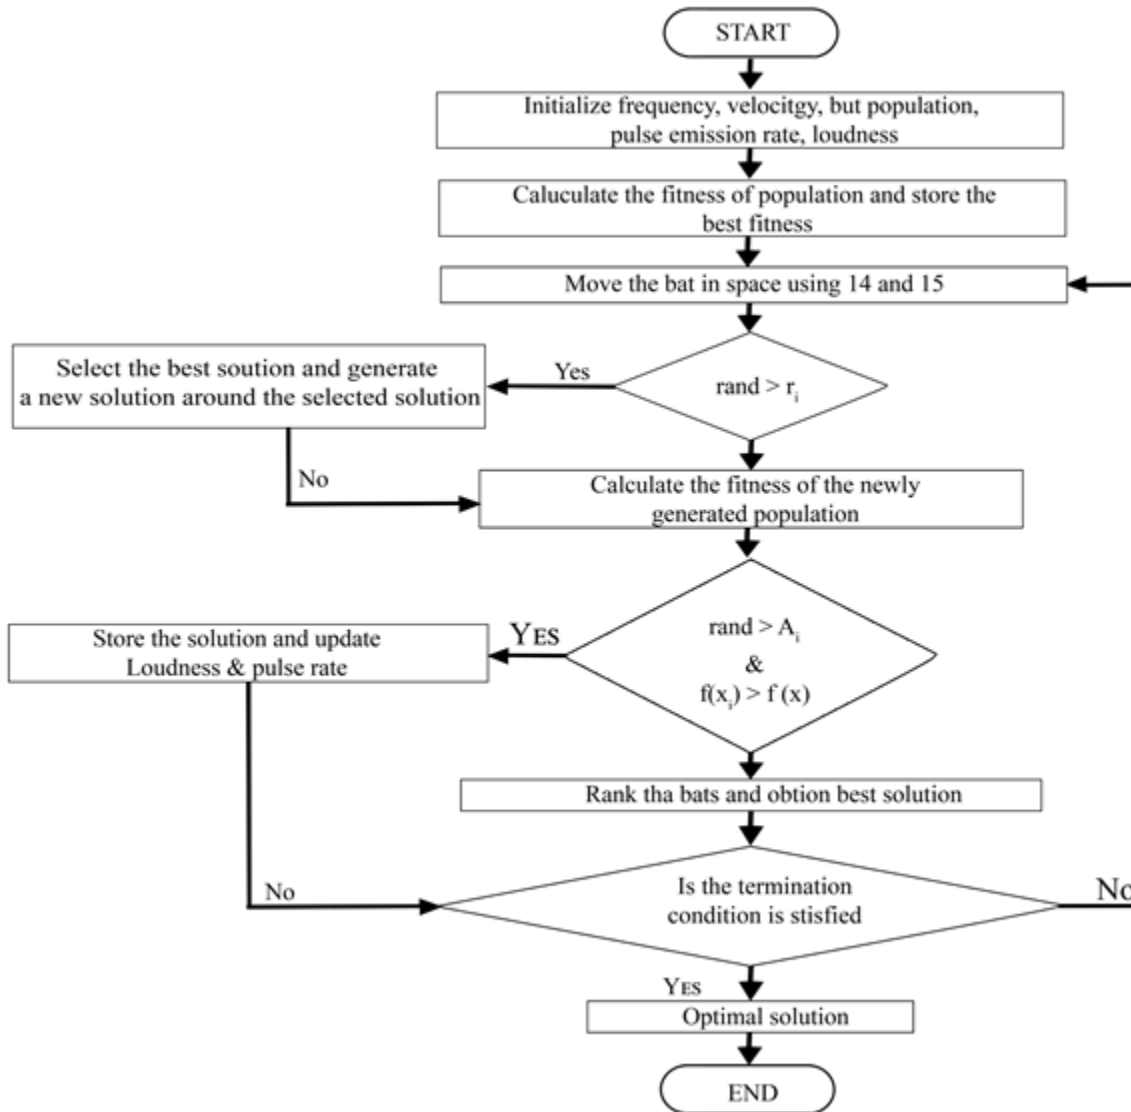 START
Initialize frequency, velocitgy, but population,
pulse emission rate, loudness
Caluculate the fitness of population and store the
best fitness
Move the bat in space using 14 and 15
Select the best soution and generate
a new solution around the selected solution
Yes
rand > rᵢ
No
Calculate the fitness of the newly
generated population
Store the solution and update
Loudness & pulse rate
YES
rand > Aᵢ
&
f(xᵢ) > f (x)
Rank tha bats and obtion best solution
No
Is the termination
condition is stisfied
No
YES
Optimal solution
END